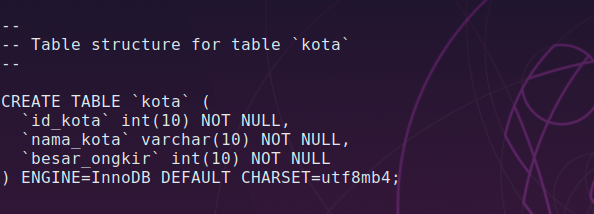 --
-- Table structure for table `kota`
--
CREATE TABLE `kota` (
  `id_kota` int(10) NOT NULL,
  `nama_kota` varchar(10) NOT NULL,
  `besar_ongkir` int(10) NOT NULL
) ENGINE=InnoDB DEFAULT CHARSET=utf8mb4;